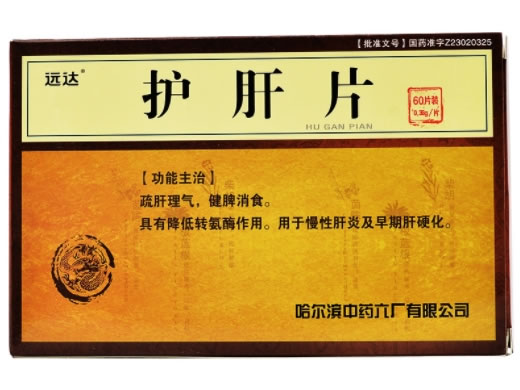 【批准文号】国药准字Z23020325
远达®
护肝片
HU GAN PIAN
60片装
0.36g/片
【功能主治】
疏肝理气，健脾消食。
具有降低转氨酶作用。用于慢性肝炎及早期肝硬化。
哈尔滨中药六厂有限公司